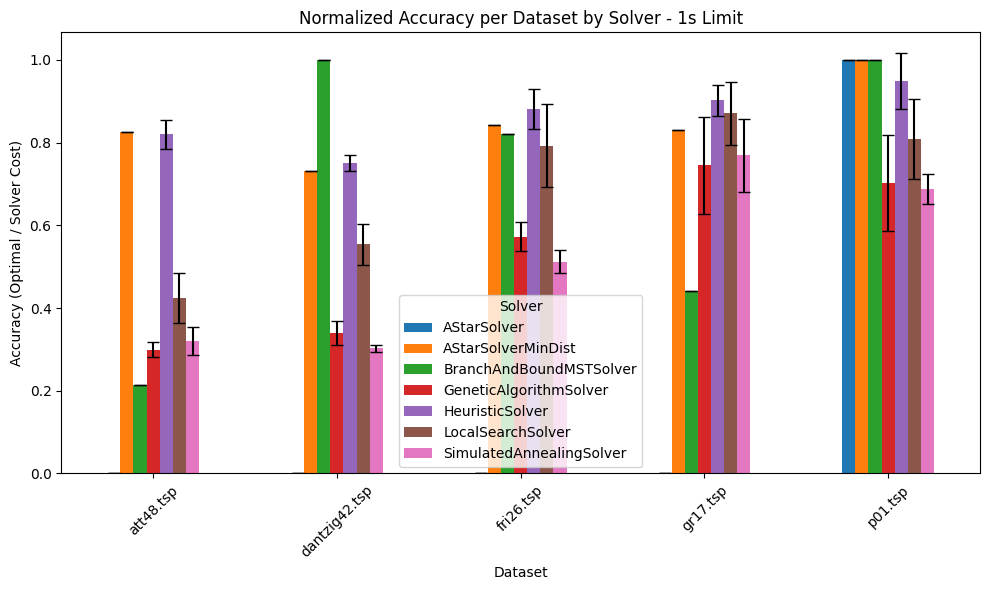 Normalized Accuracy per Dataset by Solver - 1s Limit
Accuracy (Optimal / Solver Cost)
1.0
0.8
0.6
0.4
0.2
0.0
Solver
AStarSolver
AStarSolverMinDist
BranchAndBoundMSTSolver
GeneticAlgorithmSolver
HeuristicSolver
LocalSearchSolver
SimulatedAnnealingSolver
att48.tsp
dantzig42.tsp
fri26.tsp
gr17.tsp
p01.tsp
Dataset